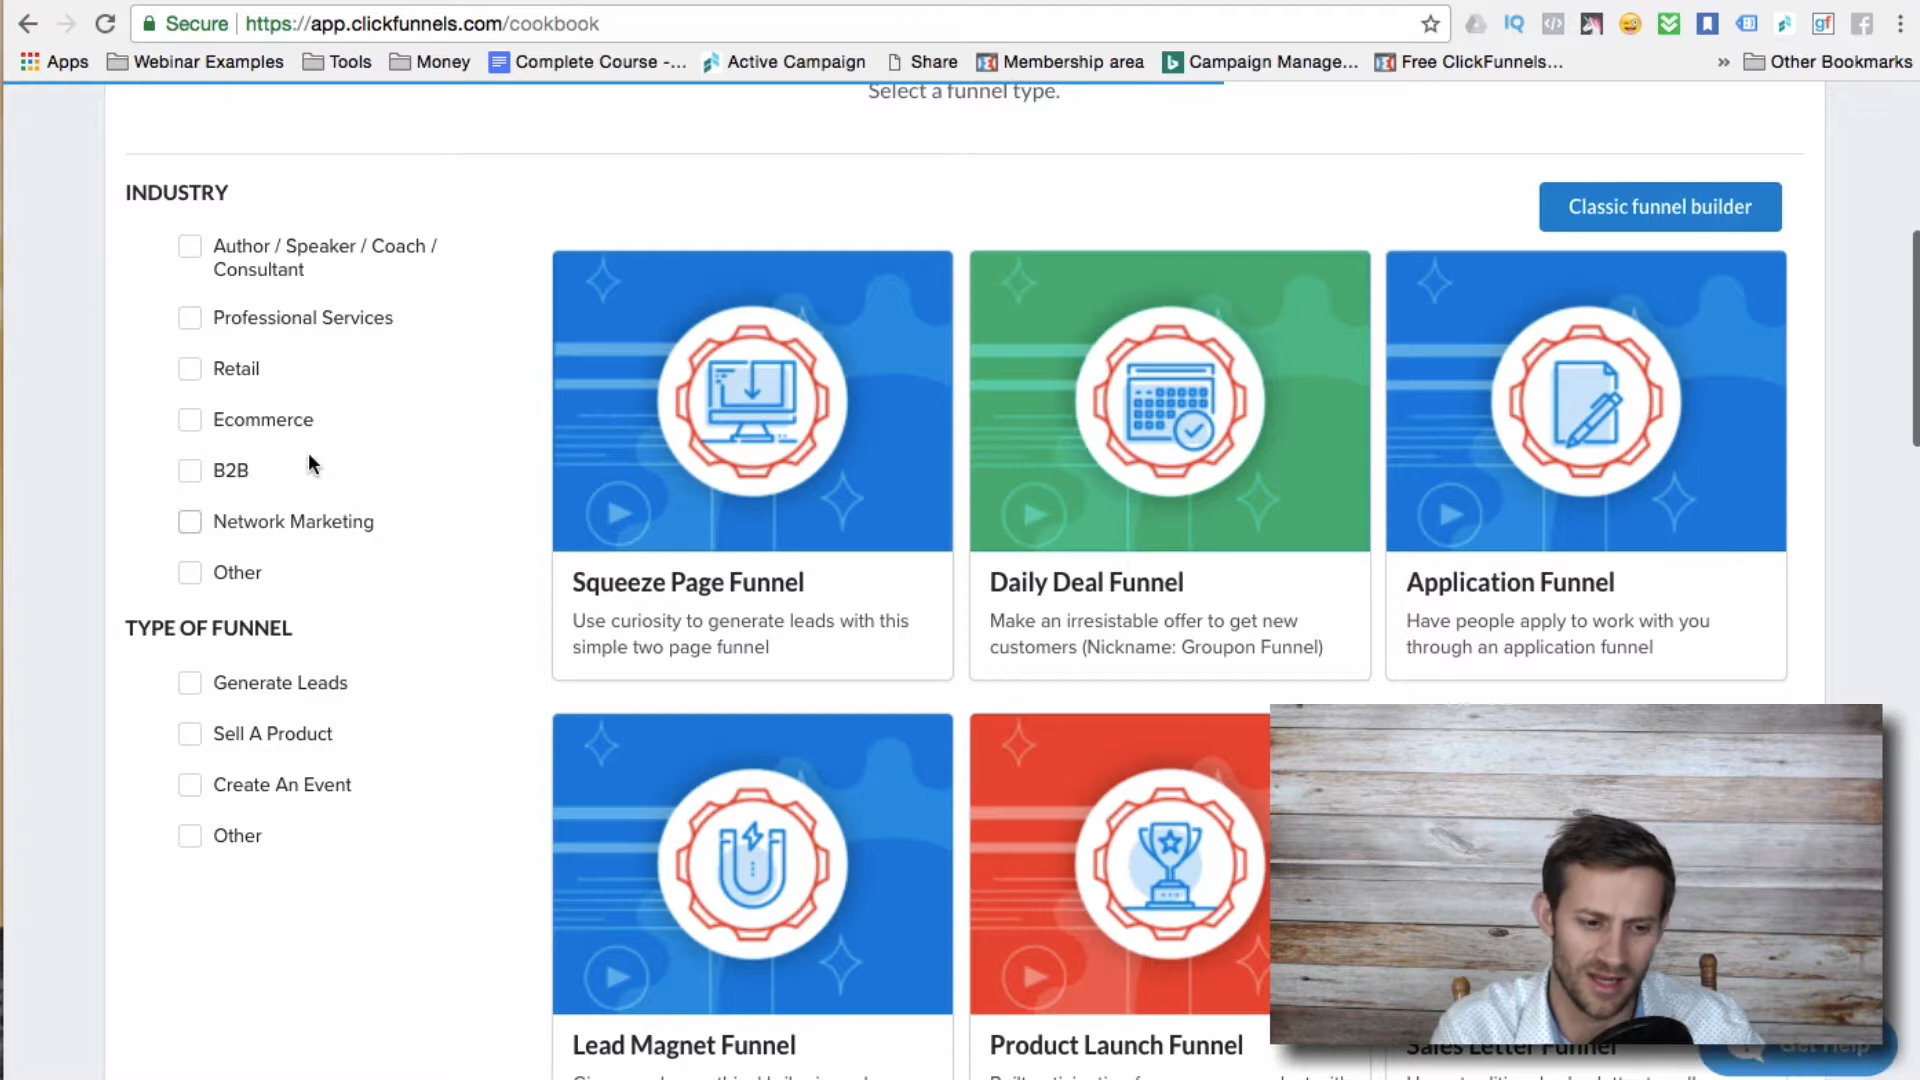 Secure
https://app.clickfunnels.com/cookbook
Apps
Webinar Examples
Tools
Money
Complete Course -...
Active Campaign
Share
Membership area
Campaign Manage...
Free ClickFunnels...
»
Other Bookmarks
Select a funnel type.
INDUSTRY
Classic funnel builder
Author / Speaker / Coach /
Consultant
Professional Services
Retail
Ecommerce
B2B
Network Marketing
Other
TYPE OF FUNNEL
Generate Leads
Sell A Product
Create An Event
Other
Squeeze Page Funnel
Use curiosity to generate leads with this
simple two page funnel
Daily Deal Funnel
Make an irresistable offer to get new
customers (Nickname: Groupon Funnel)
Application Funnel
Have people apply to work with you
through an application funnel
Lead Magnet Funnel
Product Launch Funnel
Sales Letter Funnel
Get Help